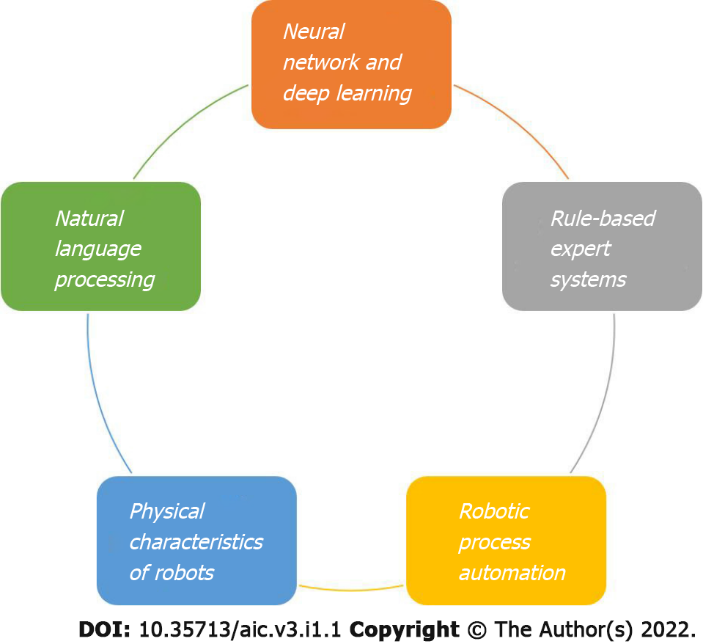 Neural
network and
deep learning
Natural
language
processing
Rule-based
expert
systems
Physical
characteristics
of robots
Robotic
process
automation
DOI: 10.35713/aic.v3.i1.1 Copyright © The Author(s) 2022.